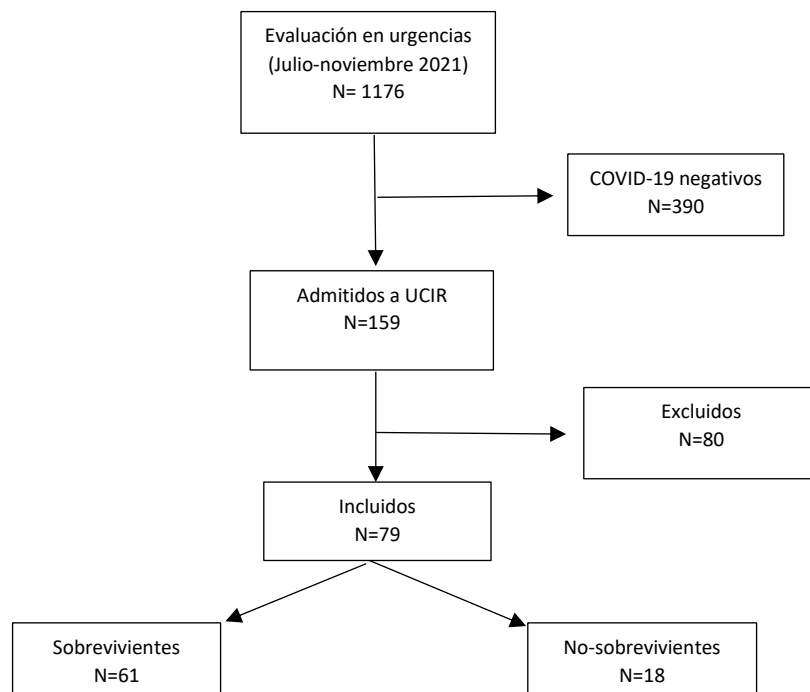 Evaluación en urgencias
(Julio-noviembre 2021)
N= 1176
COVID-19 negativos
N=390
Admitidos a UCIR
N=159
Excluidos
N=80
Incluidos
N=79
Sobrevivientes
N=61
No-sobrevivientes
N=18